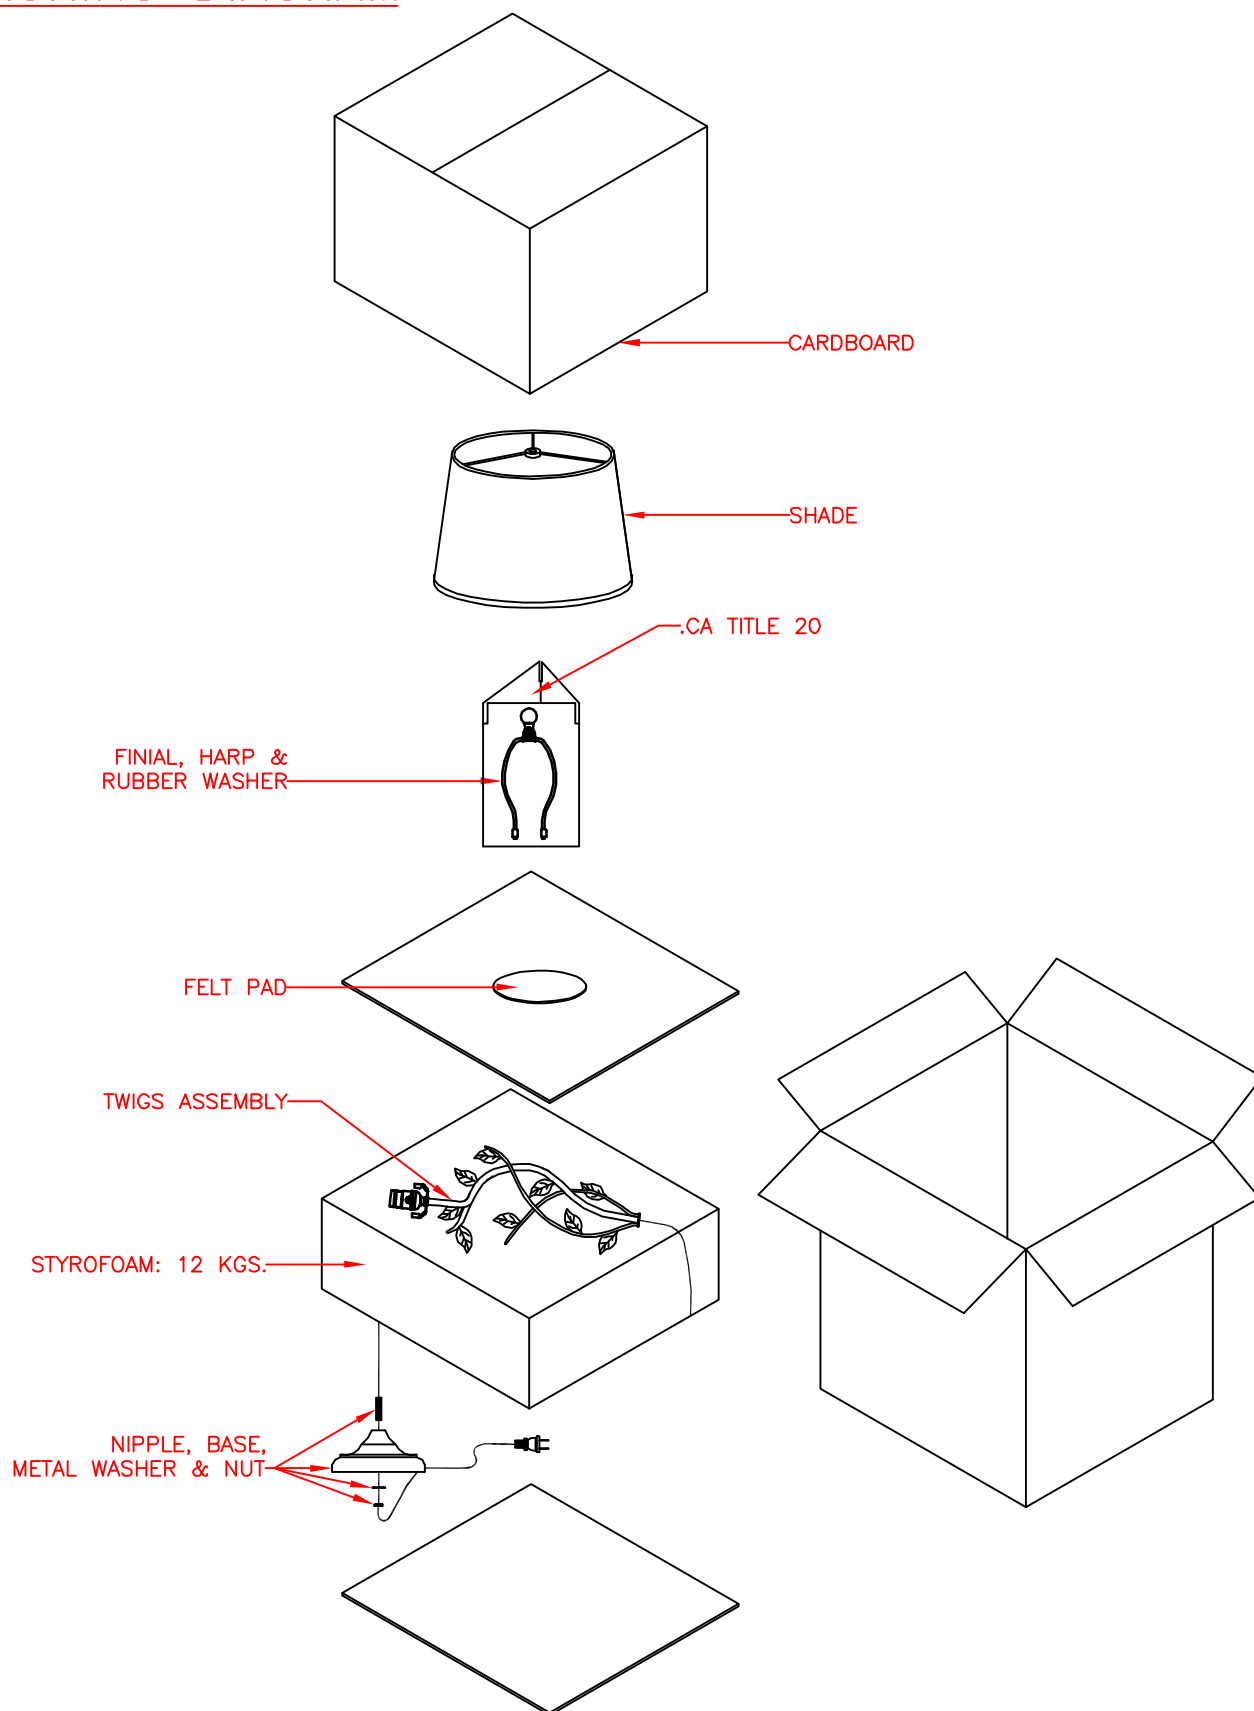 CARDBOARD
SHADE
.CA TITLE 20
FINIAL, HARP &
RUBBER WASHER
FELT PAD
TWIGS ASSEMBLY
STYROFOAM: 12 KGS.
NIPPLE, BASE,
METAL WASHER & NUT